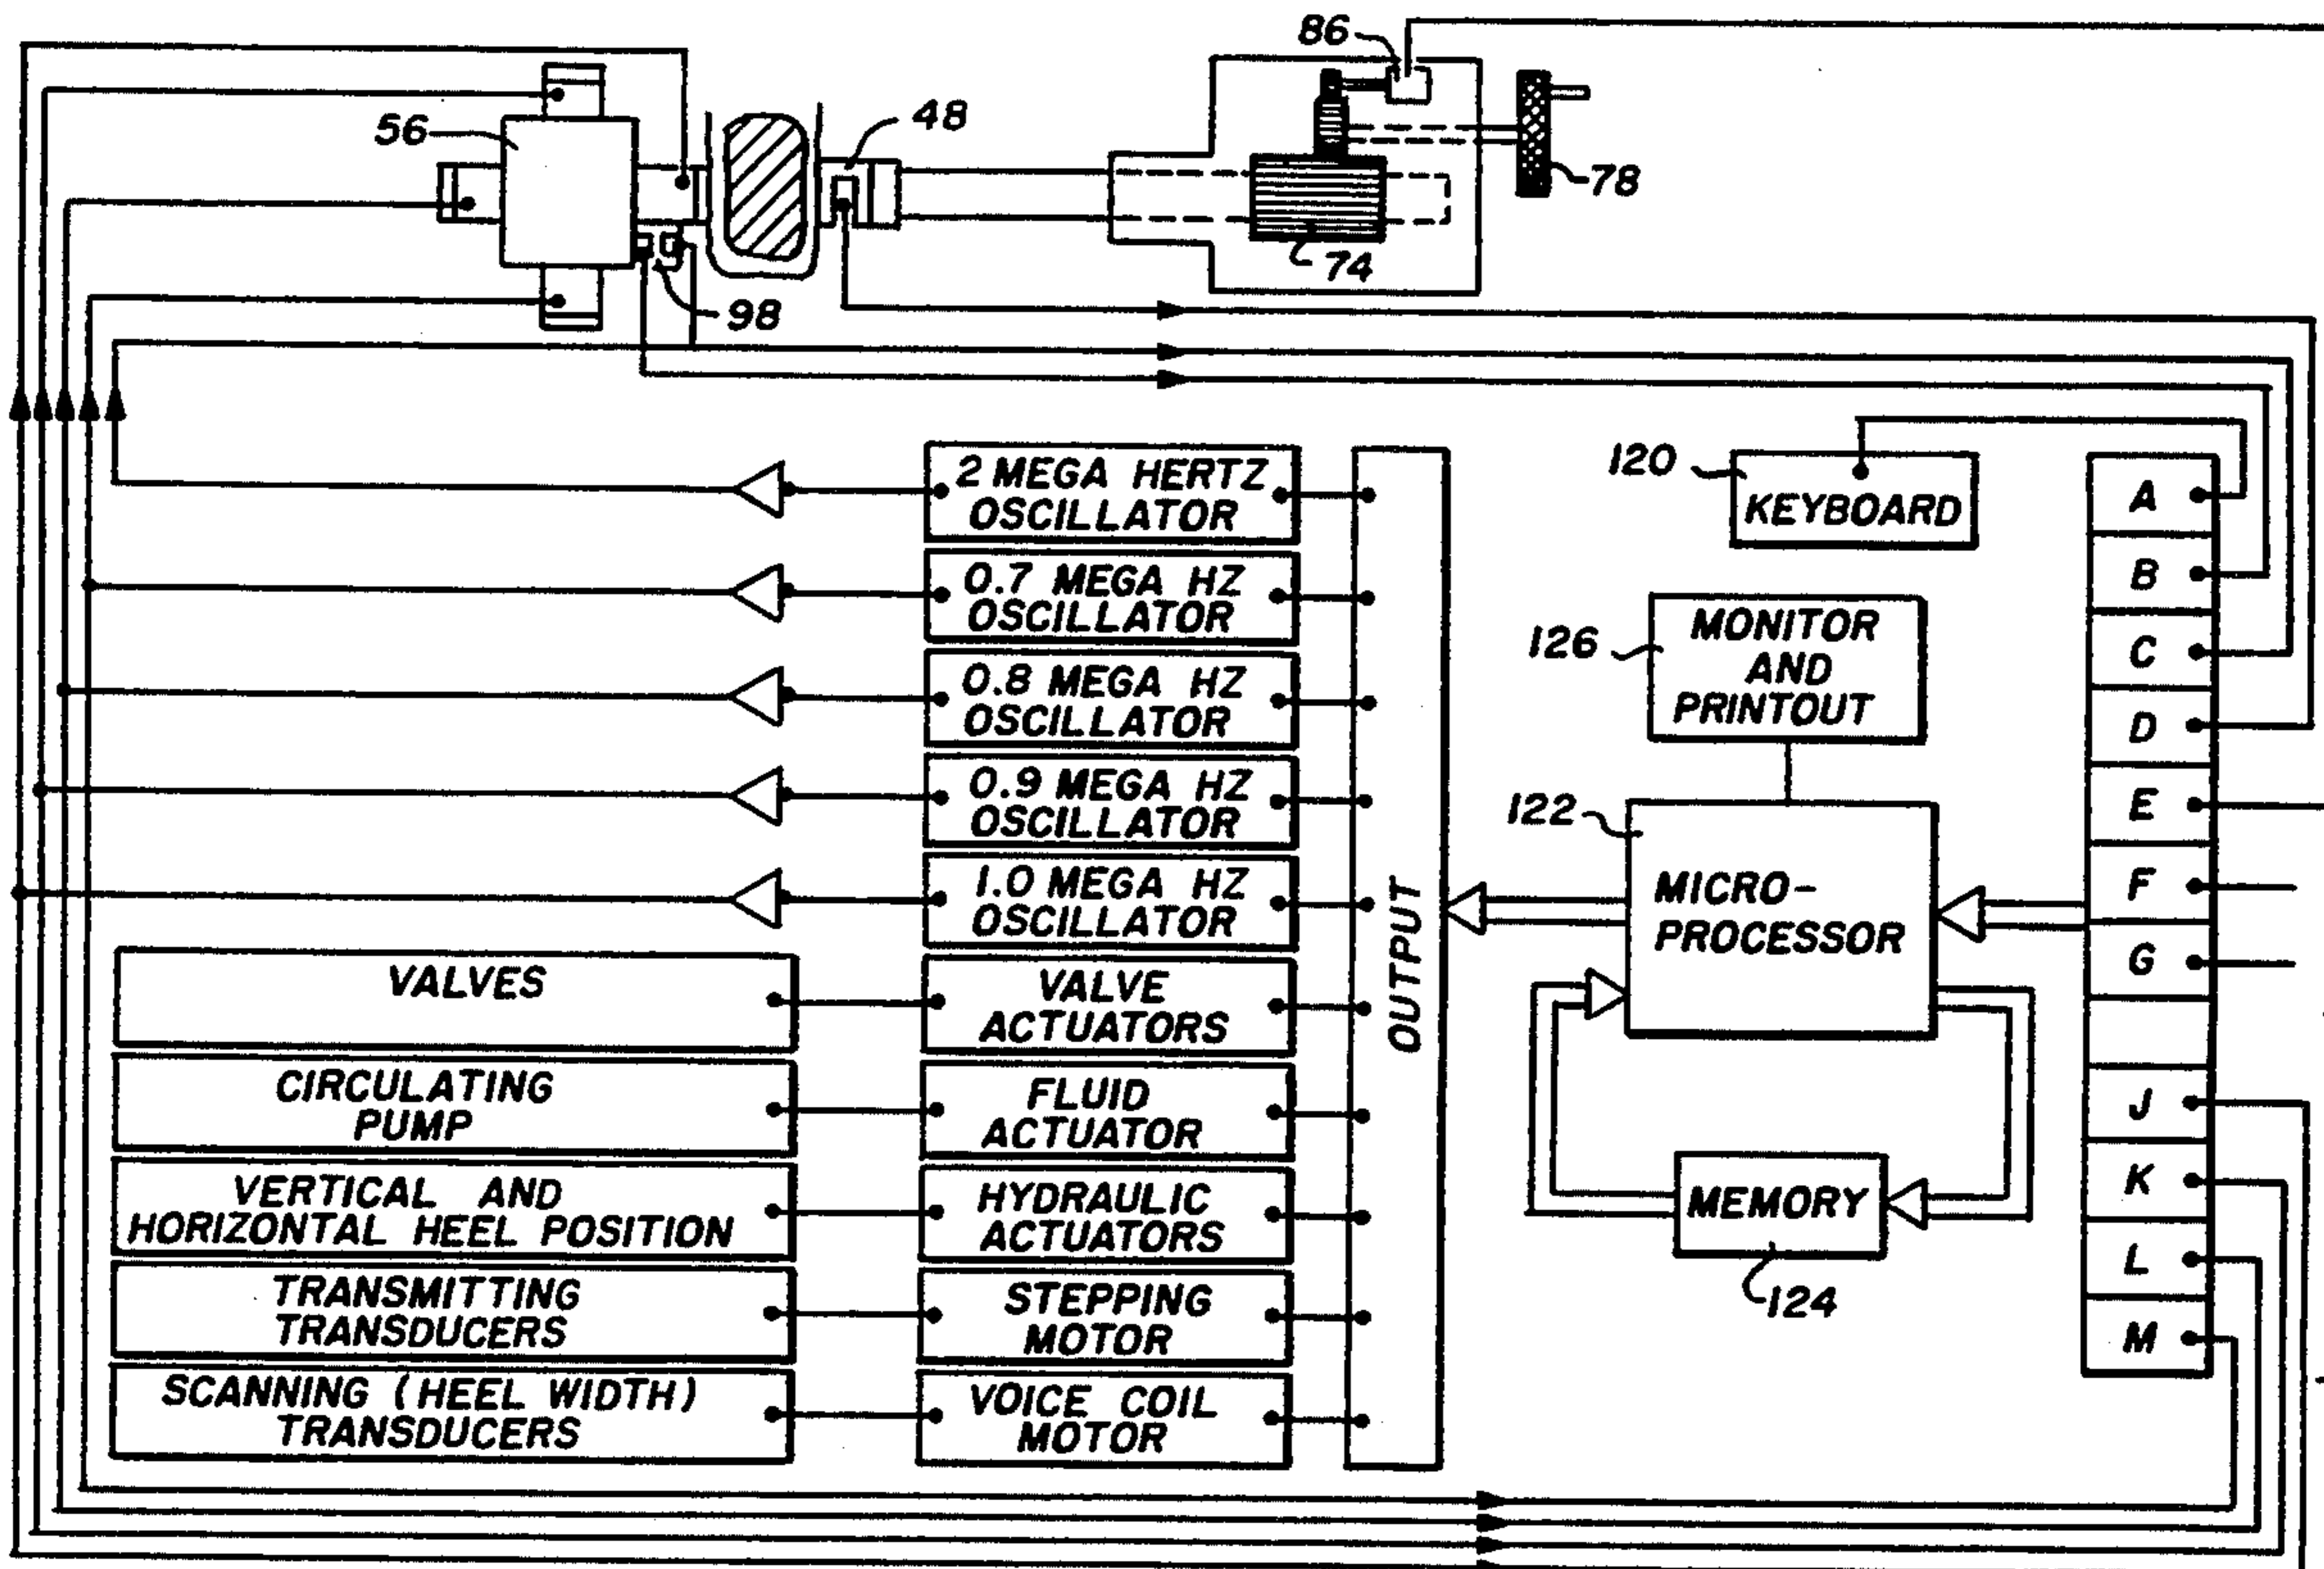 86
56
48
78
74
98
2 MEGA HERTZ
OSCILLATOR
0.7 MEGA HZ
OSCILLATOR
0.8 MEGA HZ
OSCILLATOR
0.9 MEGA HZ
OSCILLATOR
1.0 MEGA HZ
OSCILLATOR
VALVES
VALVE
ACTUATORS
CIRCULATING
PUMP
FLUID
ACTUATOR
VERTICAL AND
HORIZONTAL HEEL POSITION
HYDRAULIC
ACTUATORS
TRANSMITTING
TRANSDUCERS
STEPPING
MOTOR
SCANNING (HEEL WIDTH)
TRANSDUCERS
VOICE COIL
MOTOR
OUTPUT
120
KEYBOARD
126
MONITOR
AND
PRINTOUT
122
MICRO-
PROCESSOR
MEMORY
124
A
B
C
D
E
F
G
J
K
L
M